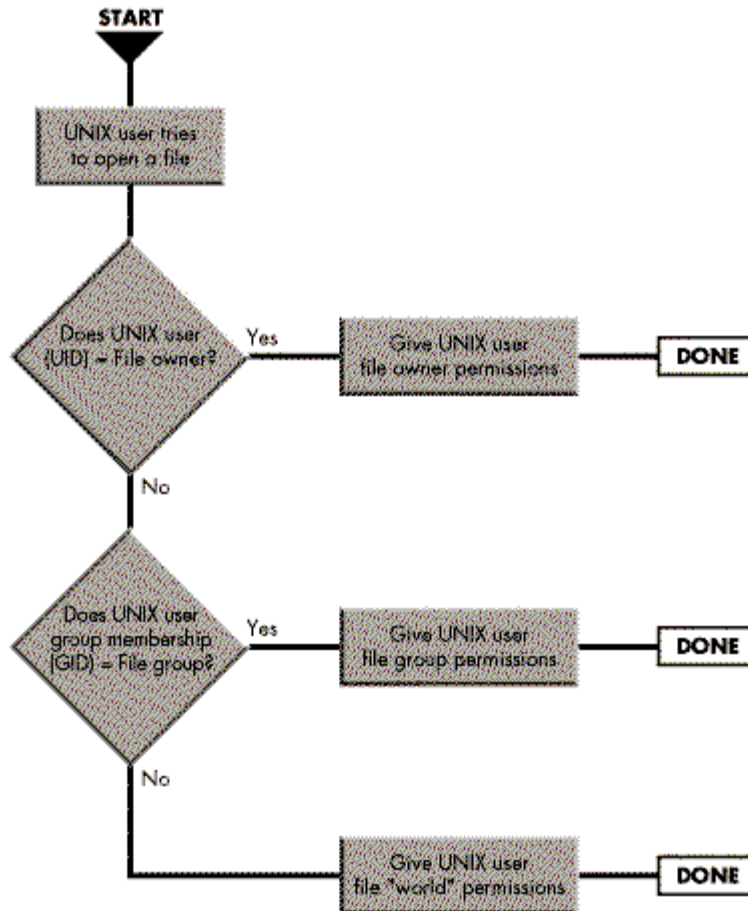 START
UNIX user tries
to open a file
Does UNIX user
(UID) = File owner?
Yes
Give UNIX user
file owner permissions
DONE
No
Does UNIX user
group membership
(GID) = File group?
Yes
Give UNIX user
file group permissions
DONE
No
Give UNIX user
file "world" permissions
DONE